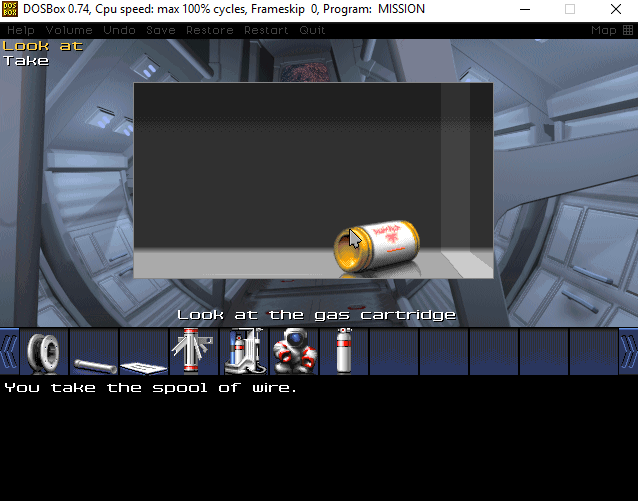 DOSBox 0.74, Cpu speed: max 100% cycles, Frameskip 0, Program: MISSION
Help Volume Undo Save Restore Restart Quit Map
Look at
Take
Look at the gas cartridge
You take the spool of wire.